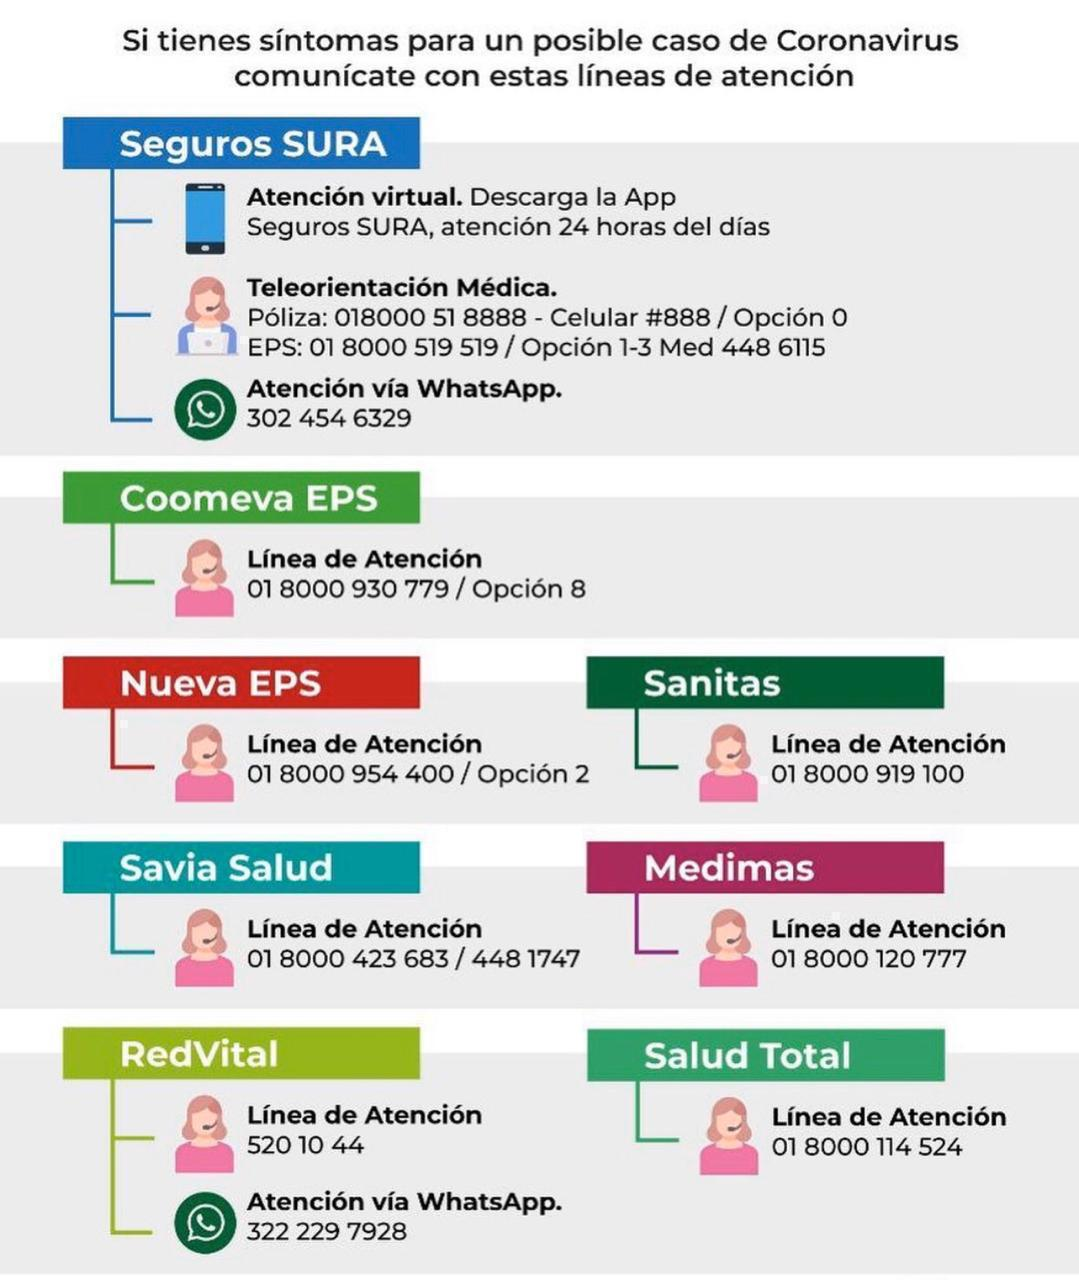 Si tienes síntomas para un posible caso de Coronavirus
comunícate con estas líneas de atención
Seguros SURA
Atención virtual. Descarga la App
Seguros SURA, atención 24 horas del días
Teleorientación Médica.
Póliza: 018000 51 8888 - Celular #888 / Opción 0
EPS: 01 8000 519 519 / Opción 1-3 Med 448 6115
Atención vía WhatsApp.
302 454 6329
Coomeva EPS
Línea de Atención
01 8000 930 779 / Opción 8
Nueva EPS
Línea de Atención
01 8000 954 400 / Opción 2
Sanitas
Línea de Atención
01 8000 919 100
Savia Salud
Línea de Atención
01 8000 423 683 / 448 1747
Medimas
Línea de Atención
01 8000 120 777
RedVital
Línea de Atención
520 10 44
Atención vía WhatsApp.
322 229 7928
Salud Total
Línea de Atención
01 8000 114 524